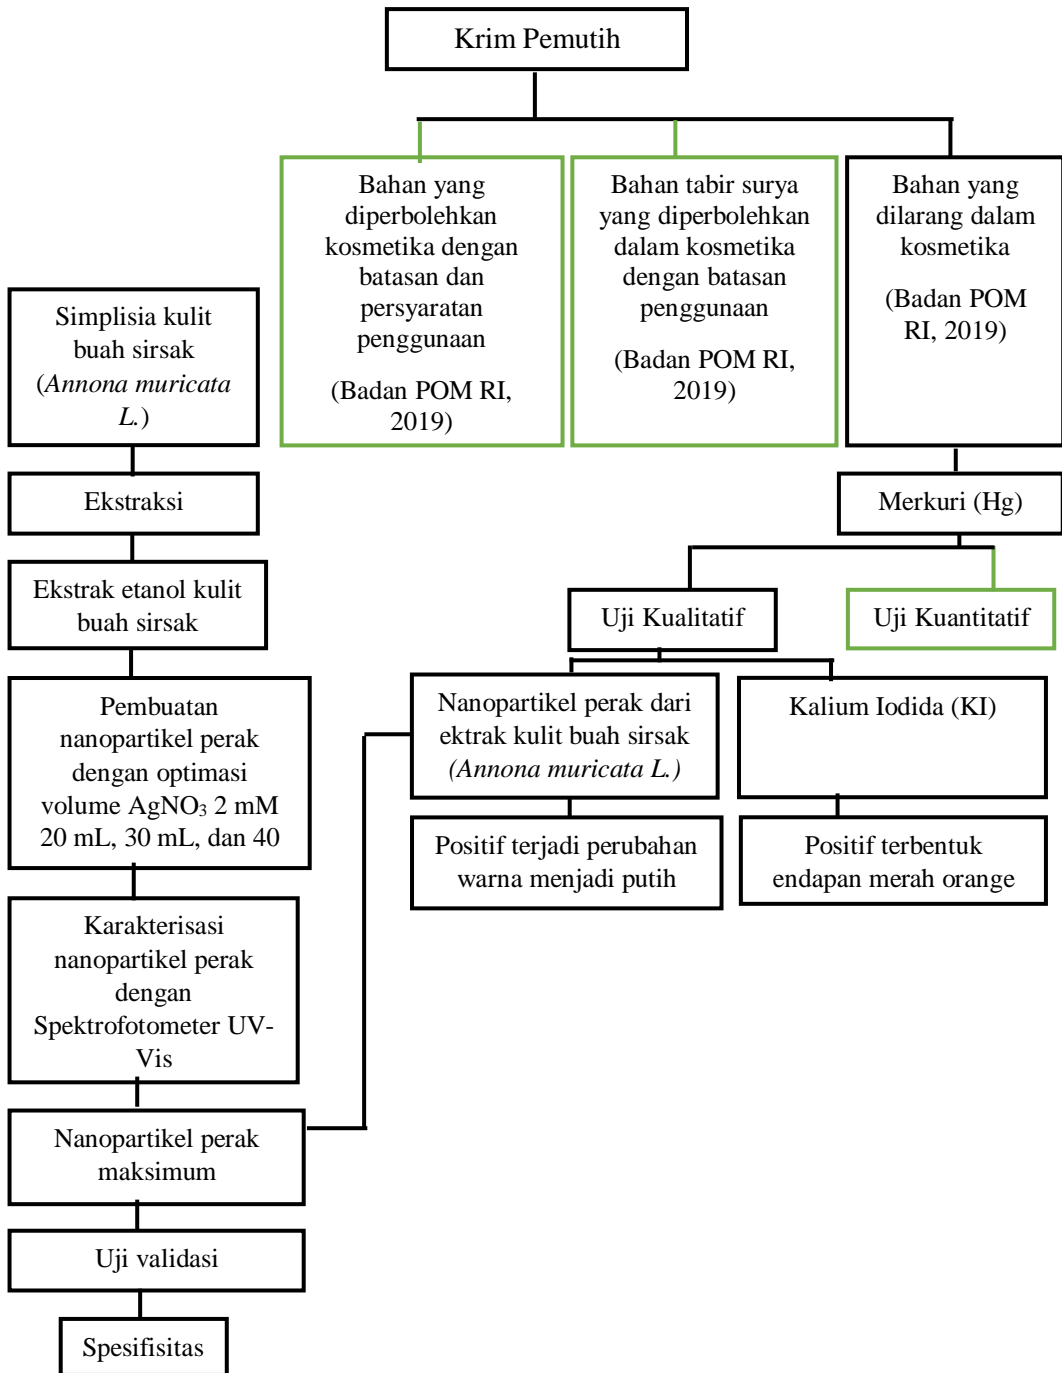 Krim Pemutih
Bahan yang
diperbolehkan
kosmetika dengan
batasan dan
persyaratan
penggunaan
(Badan POM RI,
2019)
Bahan tabir surya
yang diperbolehkan
dalam kosmetika
dengan batasan
penggunaan
(Badan POM RI,
2019)
Bahan yang
dilarang dalam
kosmetika
(Badan POM
RI, 2019)
Simplisia kulit
buah sirsak
(Annona muricata
L.)
Ekstraksi
Ekstrak etanol kulit
buah sirsak
Pembuatan
nanopartikel perak
dengan optimasi
volume AgNO₃ 2 mM
20 mL, 30 mL, dan 40
Karakterisasi
nanopartikel perak
dengan
Spektrofotometer UV-
Vis
Nanopartikel perak
maksimum
Uji validasi
Spesifisitas
Merkuri (Hg)
Uji Kualitatif
Uji Kuantitatif
Nanopartikel perak dari
ektrak kulit buah sirsak
(Annona muricata L.)
Kalium Iodida (KI)
Positif terjadi perubahan
warna menjadi putih
Positif terbentuk
endapan merah orange